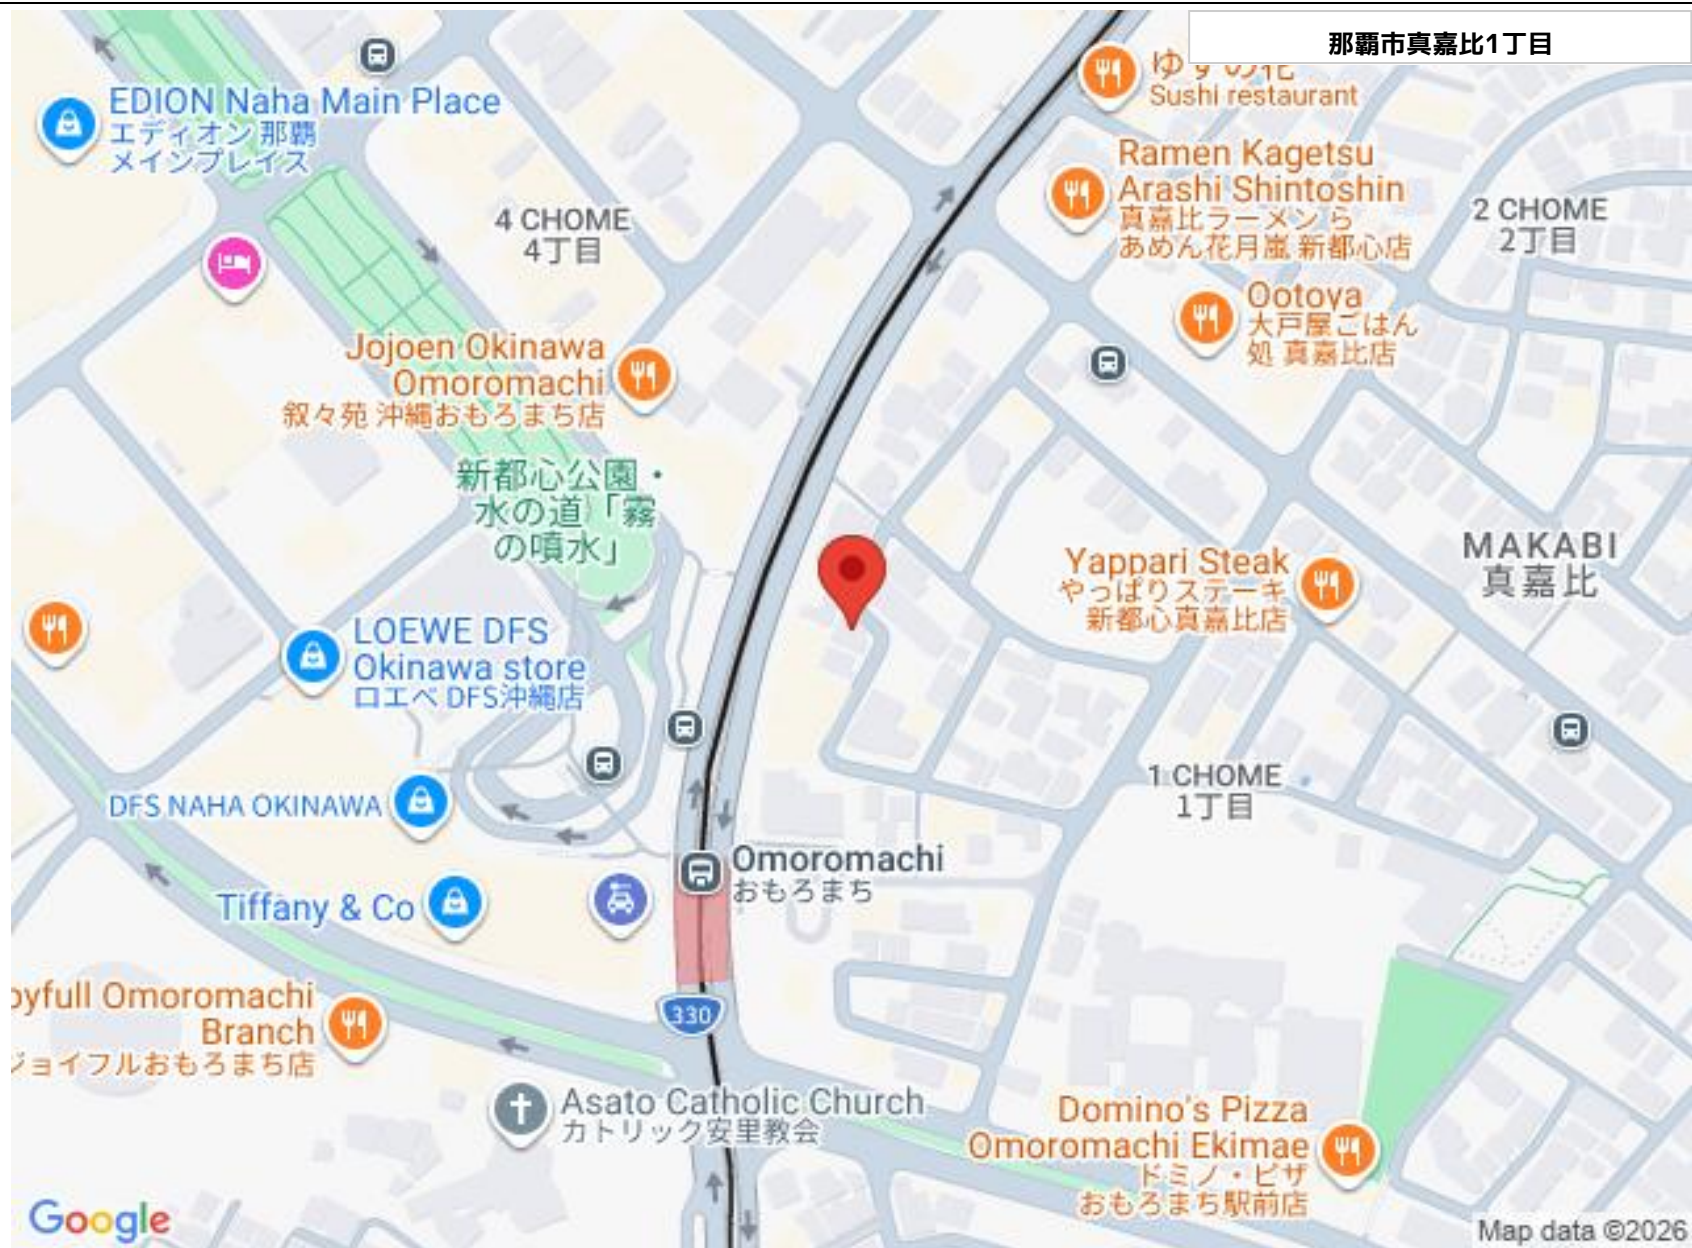 那覇市真嘉比1丁目
Sushi restaurant
EDION Naha Main Place
エディオン 那覇
メインプレイス
Ramen Kagetsu
Arashi Shintoshin
真嘉比ラーメン ら
あめん花月嵐 新都心店
4 CHOME
4丁目
2 CHOME
2丁目
Ootoya
大戸屋ごはん
処 真嘉比店
Jojoen Okinawa
Omoromachi
叙々苑 沖縄おもろまち店
新都心公園・
水の道「霧
の噴水」
Yappari Steak
やっぱりステーキ
新都心真嘉比店
MAKABI
真嘉比
LOEWE DFS
Okinawa store
ロエベ DFS沖縄店
DFS NAHA OKINAWA
1 CHOME
1丁目
Omoromachi
おもろまち
Tiffany & Co
oyfull Omoromachi
Branch
ジョイフルおもろまち店
330
Asato Catholic Church
カトリック安里教会
Domino's Pizza
Omoromachi Ekimae
ドミノ・ピザ
おもろまち駅前店
Google
Map data ©2026